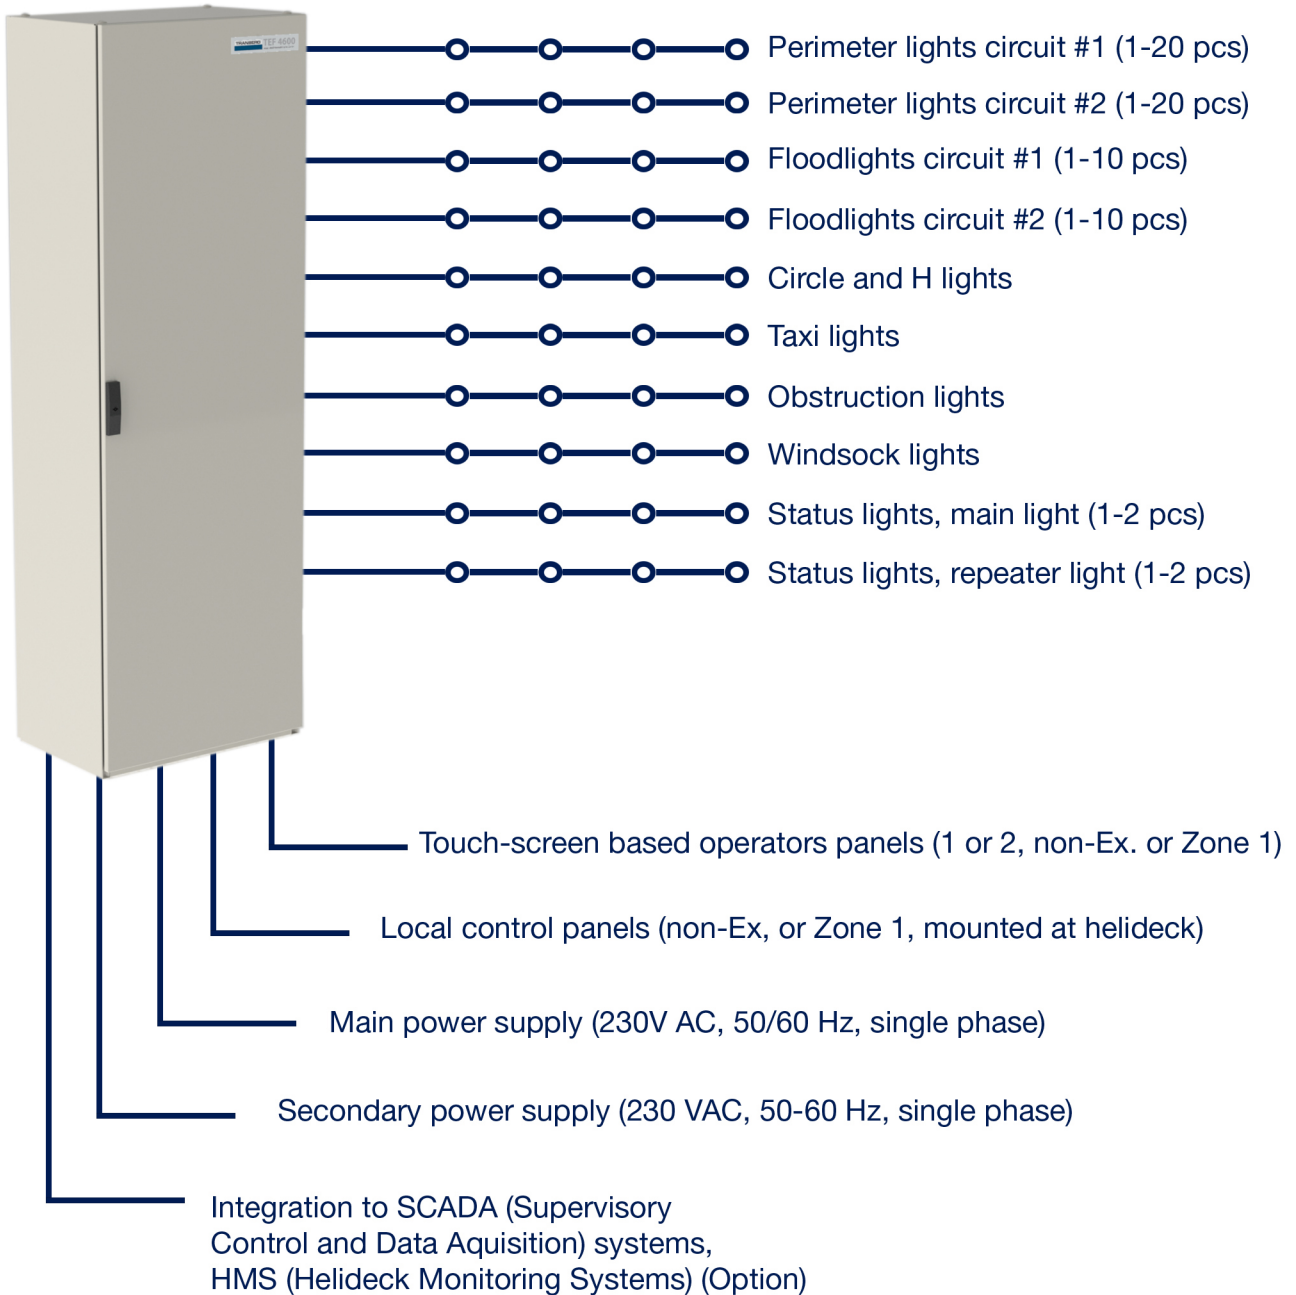 TRANBERG TEF 4600
Perimeter lights circuit #1 (1-20 pcs)
Perimeter lights circuit #2 (1-20 pcs)
Floodlights circuit #1 (1-10 pcs)
Floodlights circuit #2 (1-10 pcs)
Circle and H lights
Taxi lights
Obstruction lights
Windsock lights
Status lights, main light (1-2 pcs)
Status lights, repeater light (1-2 pcs)
Touch-screen based operators panels (1 or 2, non-Ex. or Zone 1)
Local control panels (non-Ex, or Zone 1, mounted at helideck)
Main power supply (230V AC, 50/60 Hz, single phase)
Secondary power supply (230 VAC, 50-60 Hz, single phase)
Integration to SCADA (Supervisory
Control and Data Aquisition) systems,
HMS (Helideck Monitoring Systems) (Option)